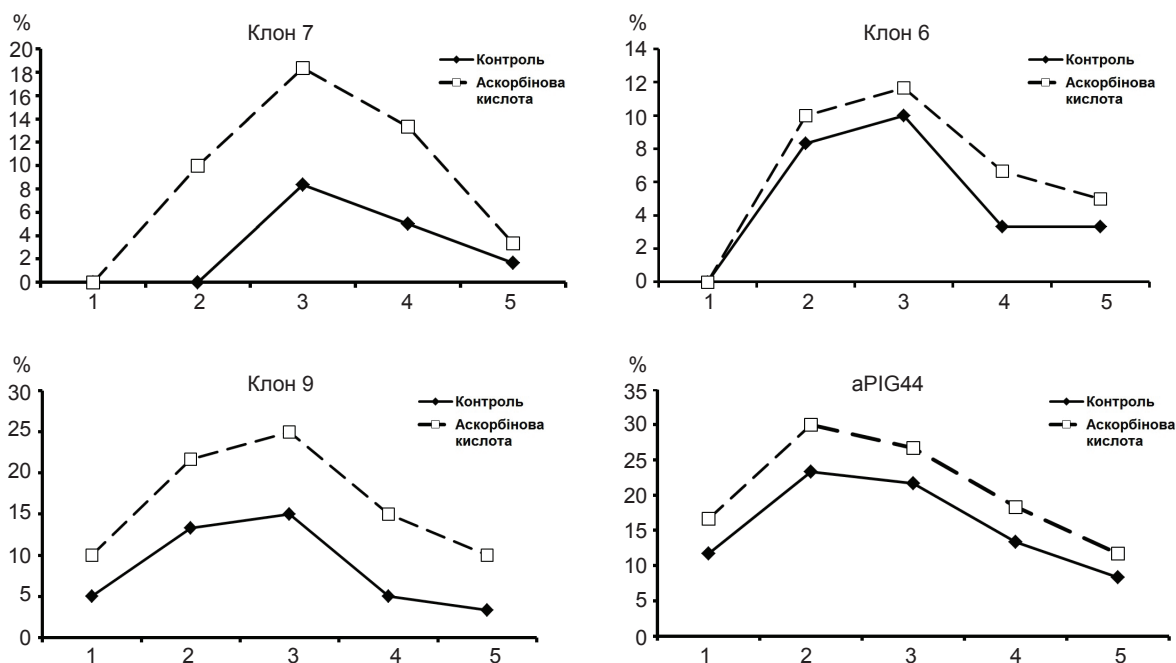 %
Клон 7
20
18
16
14
12
10
8
6
4
2
0
1 2 3 4 5
Контроль
Аскорбінова
кислота
%
Клон 6
14
12
10
8
6
4
2
0
1 2 3 4 5
Контроль
Аскорбінова
кислота
%
Клон 9
30
25
20
15
10
5
0
1 2 3 4 5
Контроль
Аскорбінова
кислота
%
aPIG44
35
30
25
20
15
10
5
0
1 2 3 4 5
Контроль
Аскорбінова
кислота